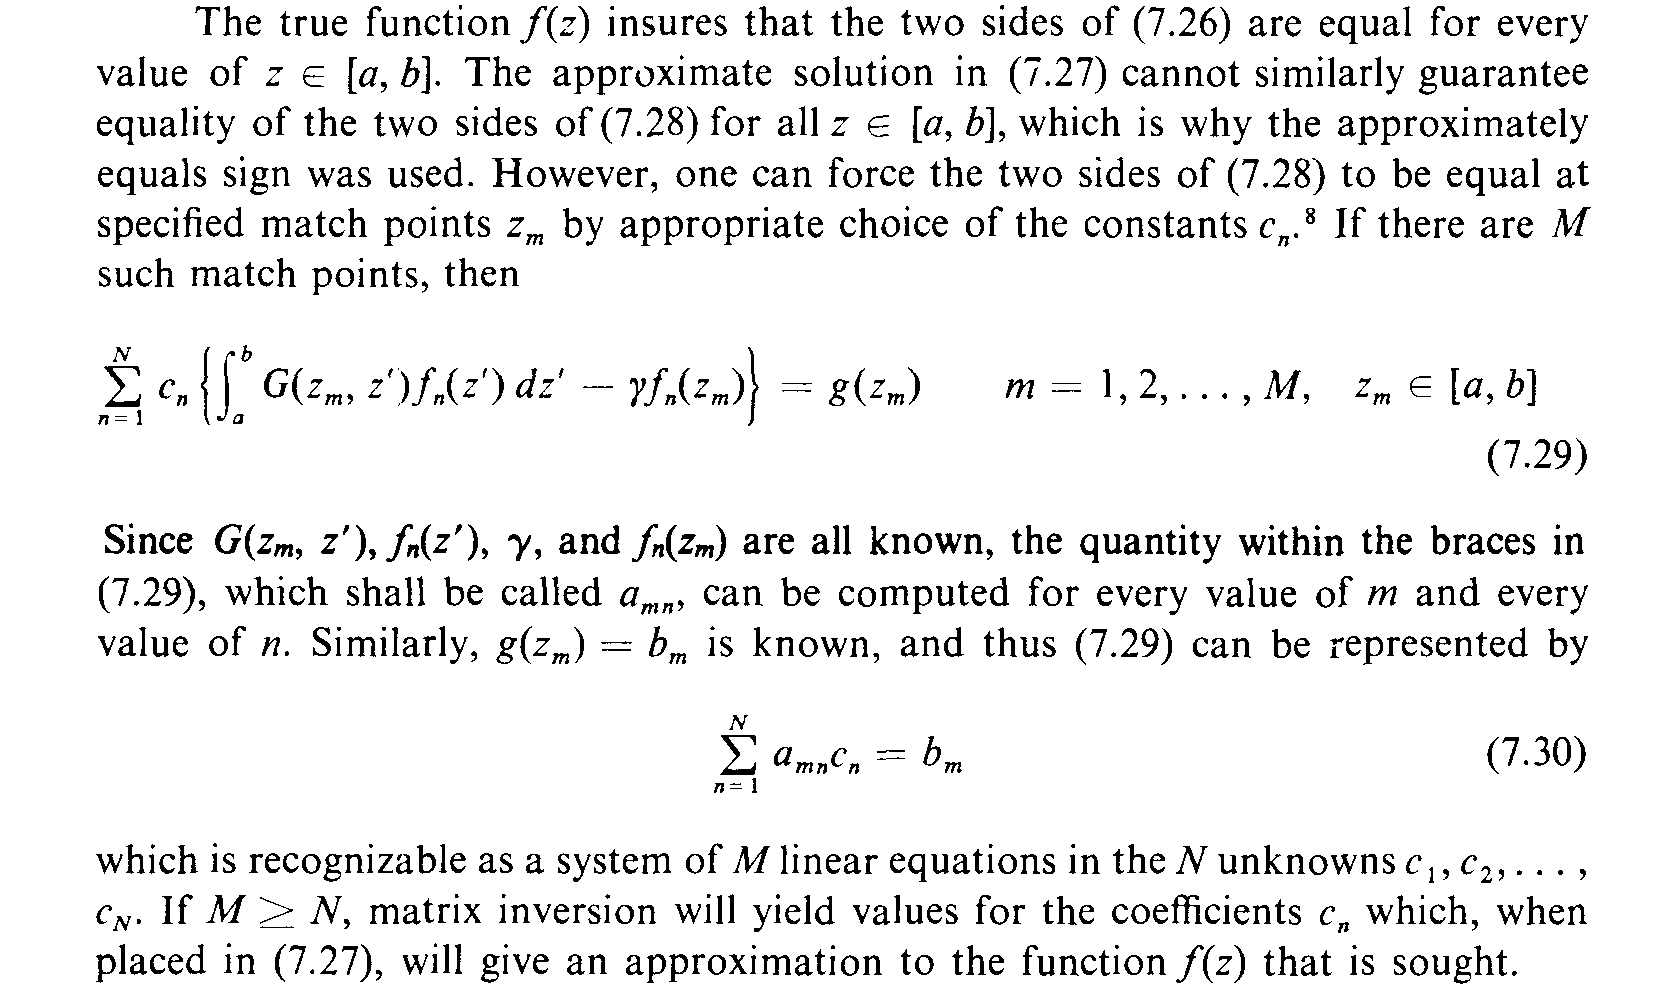 The true function f(z) insures that the two sides of (7.26) are equal for every
value of z ∈ [a, b]. The approximate solution in (7.27) cannot similarly guarantee
equality of the two sides of (7.28) for all z ∈ [a, b], which is why the approximately
equals sign was used. However, one can force the two sides of (7.28) to be equal at
specified match points z_m by appropriate choice of the constants c_n.⁸ If there are M
such match points, then
\sum_{n=1}^{N} c_n \left\{ \int_a^b G(z_m, z')f_n(z') dz' − γf_n(z_m) \right\} = g(z_m)   m = 1, 2, . . . , M,   z_m ∈ [a, b]
(7.29)
Since G(z_m, z'), f_n(z'), γ, and f_n(z_m) are all known, the quantity within the braces in
(7.29), which shall be called a_{mn}, can be computed for every value of m and every
value of n. Similarly, g(z_m) = b_m is known, and thus (7.29) can be represented by
\sum_{n=1}^{N} a_{mn}c_n = b_m   (7.30)
which is recognizable as a system of M linear equations in the N unknowns c_1, c_2, . . . ,
c_N. If M ≥ N, matrix inversion will yield values for the coefficients c_n which, when
placed in (7.27), will give an approximation to the function f(z) that is sought.